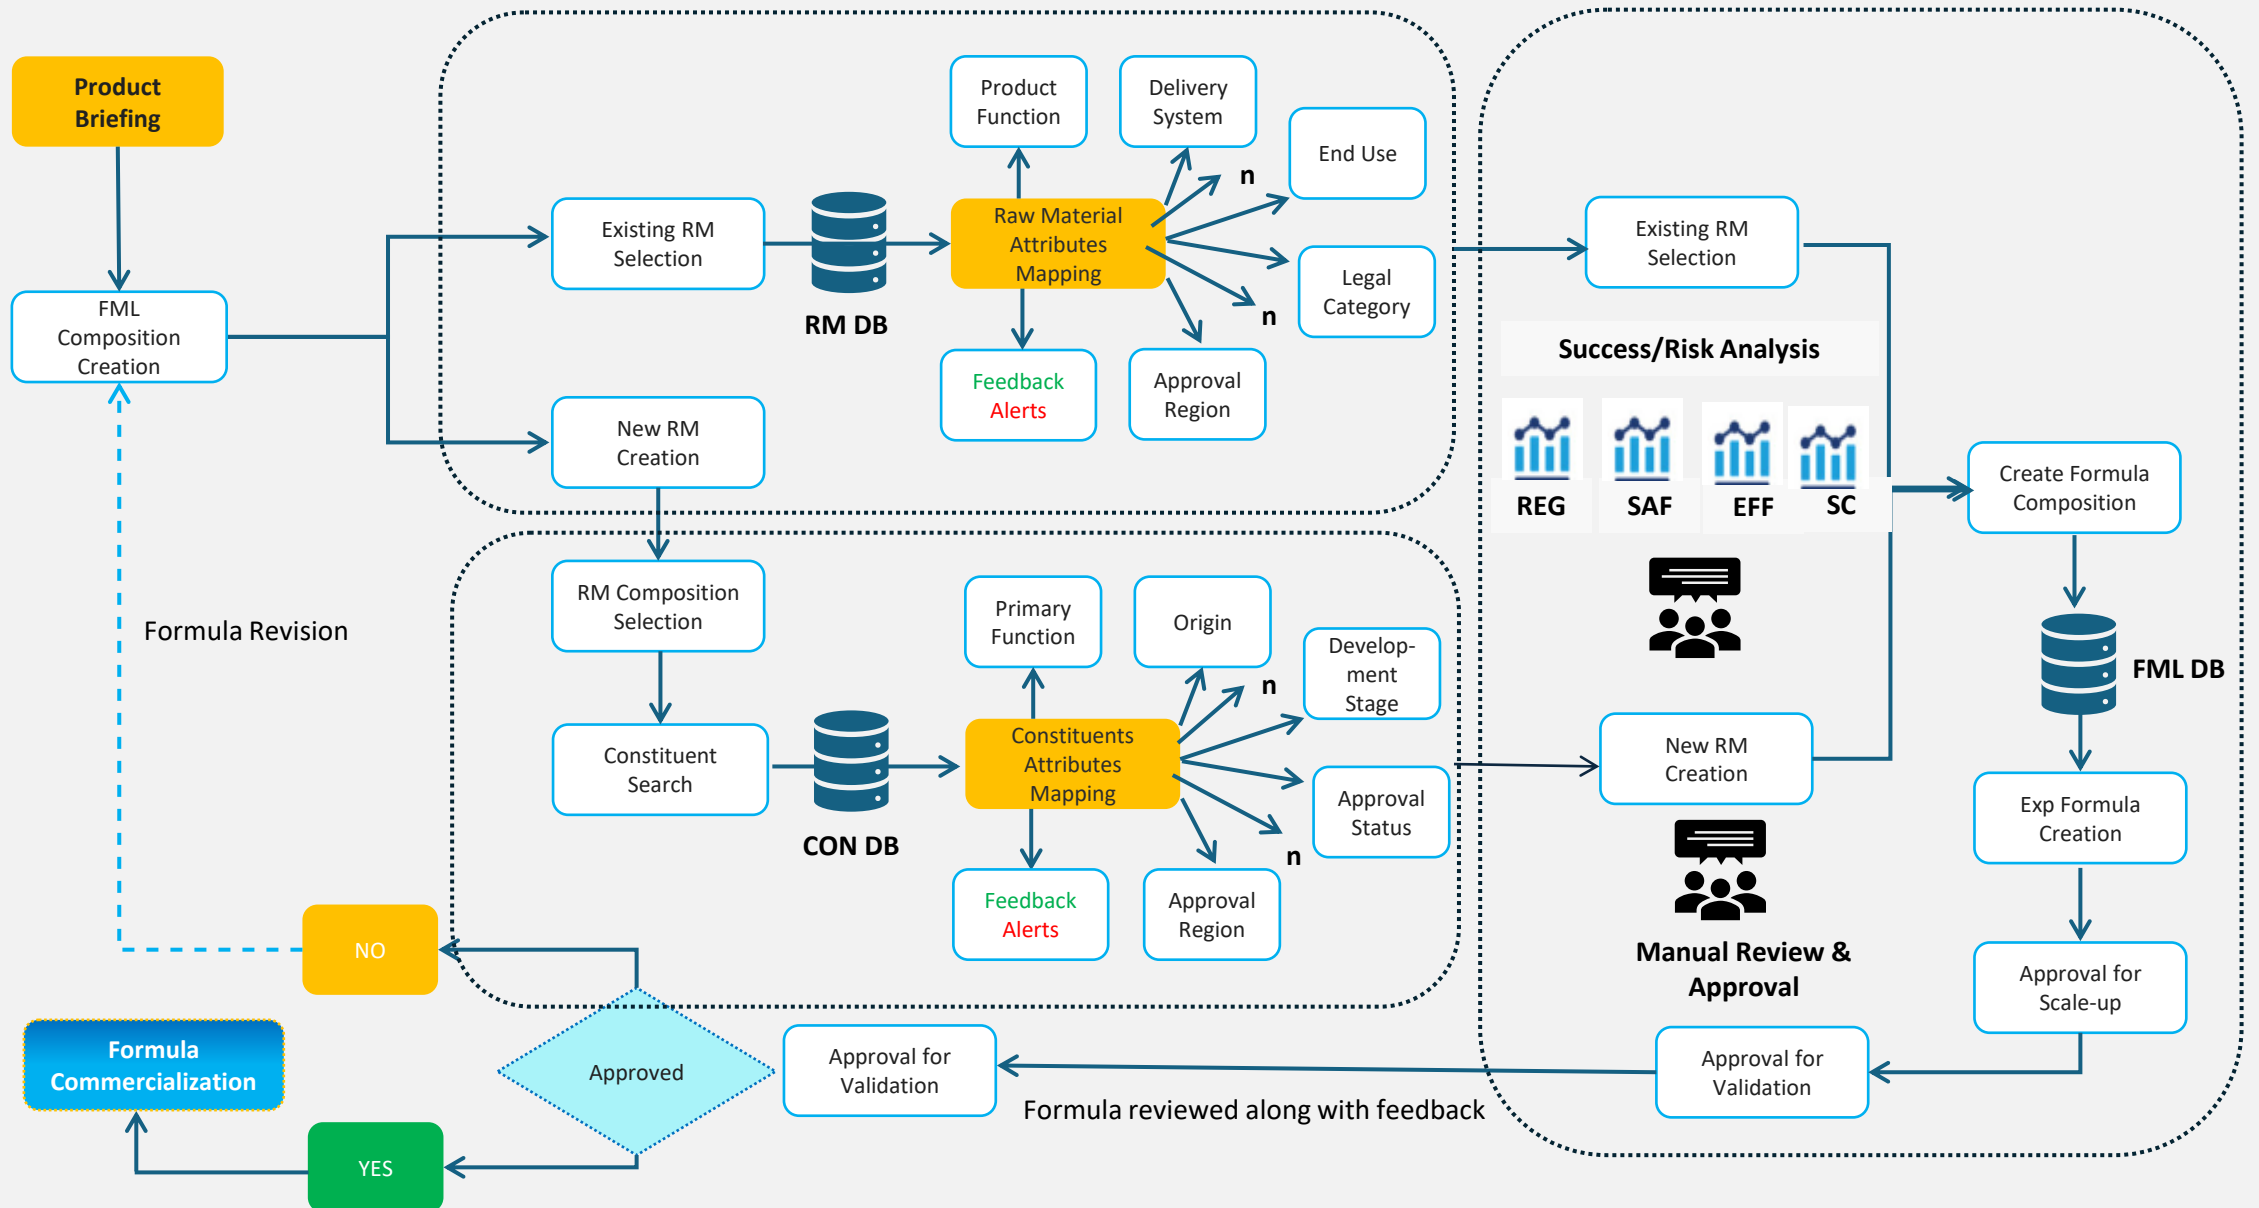 Product
Briefing
FML
Composition
Creation
Formula Revision
Existing RM
Selection
RM DB
Raw Material
Attributes
Mapping
Product
Function
Delivery
System
n
End Use
Legal
Category
n
Approval
Region
Feedback
Alerts
New RM
Creation
RM Composition
Selection
Constituent
Search
CON DB
Constituents
Attributes
Mapping
Primary
Function
Origin
n
Develop-
ment
Stage
Approval
Status
n
Approval
Region
Feedback
Alerts
Existing RM
Selection
Success/Risk Analysis
REG
SAF
EFF
SC
New RM
Creation
Manual Review &
Approval
Create Formula
Composition
FML DB
Exp Formula
Creation
Approval for
Scale-up
Approval for
Validation
Formula reviewed along with feedback
Approval for
Validation
Approved
NO
YES
Formula
Commercialization